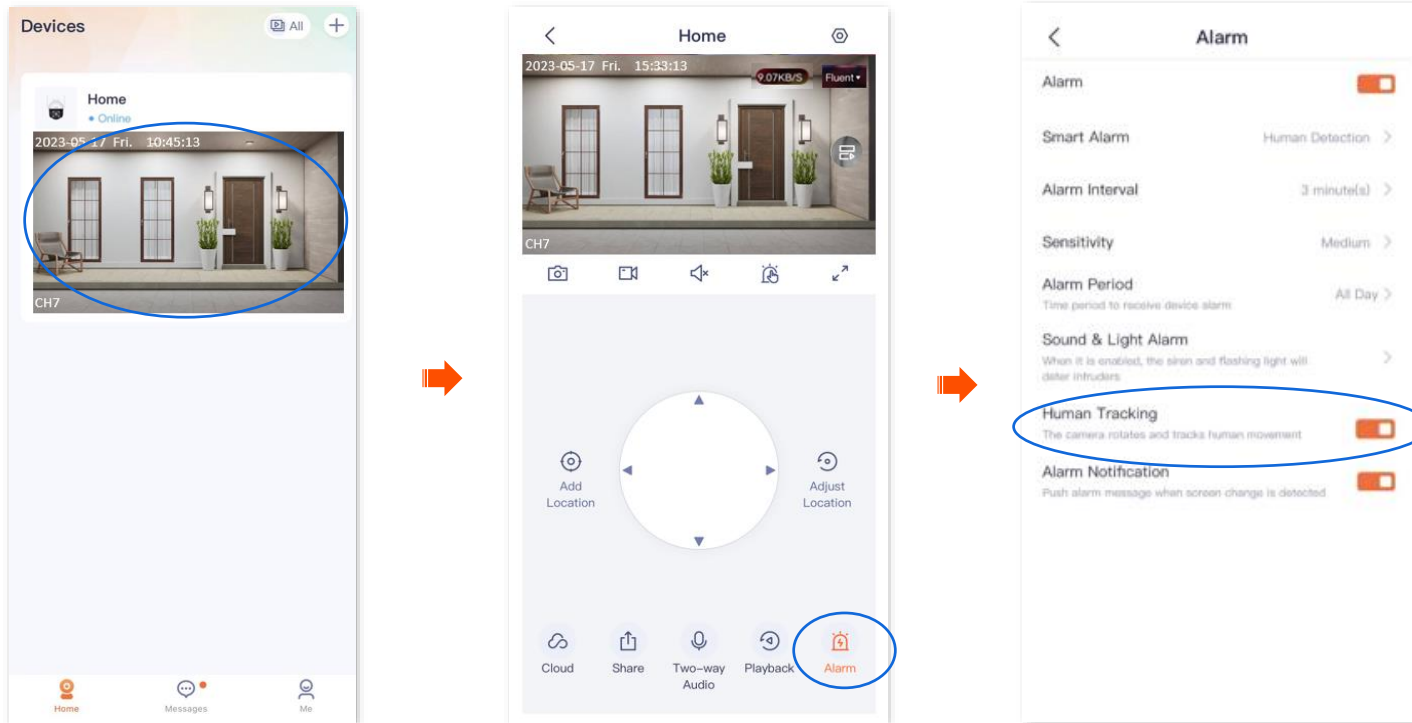 Devices
All
Home
Online
2023-05-17 Fri. 10:45:13
CH7
Home
Messages
Me
Home
2023-05-17 Fri. 15:33:13
9.07KB/S
Fluent
CH7
Add
Location
Adjust
Location
Cloud
Share
Two-way
Audio
Playback
Alarm
Alarm
Alarm
Smart Alarm
Human Detection
Alarm Interval
3 minute(s)
Sensitivity
Medium
Alarm Period
Time period to receive device alarm
All Day
Sound & Light Alarm
When it is enabled, the siren and flashing light will
deter intruders
Human Tracking
The camera rotates and tracks human movement
Alarm Notification
Push alarm message when screen change is detected